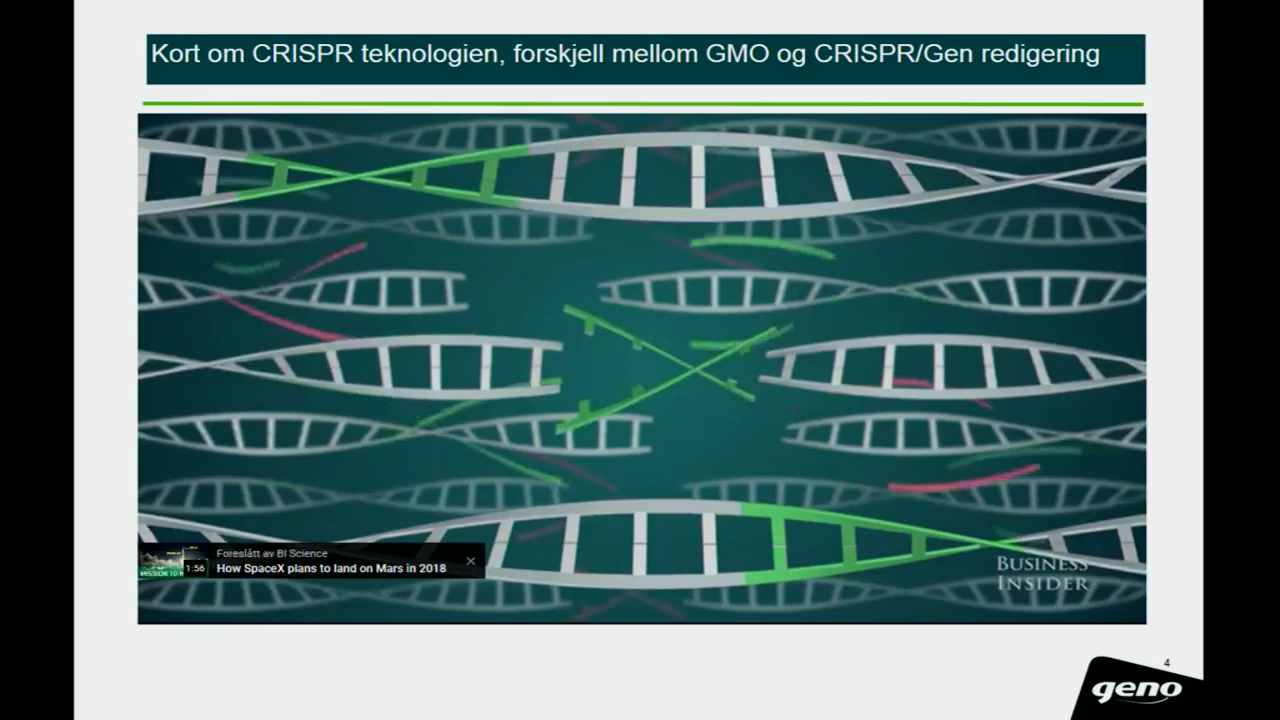 Kort om CRISPR teknologien, forskjell mellom GMO og CRISPR/Gen redigering
Foreslått av BI Science
1:56
How SpaceX plans to land on Mars in 2018
BUSINESS
INSIDER
4
geno